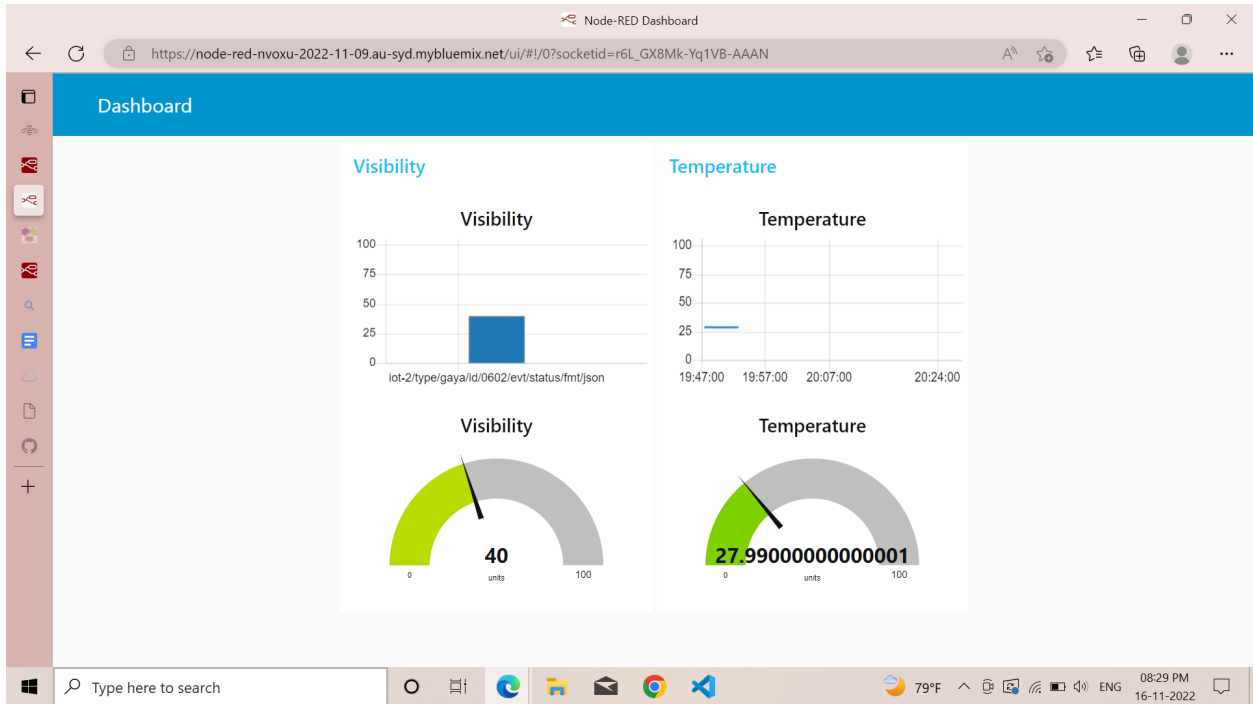 Node-RED Dashboard
https://node-red-nvoxu-2022-11-09.au-syd.mybluemix.net/ui/#!/0?socketid=r6L_GX8Mk-Yq1VB-AAAN
Dashboard
Visibility
Visibility
100
75
50
25
0
iot-2/type/gaya/id/0602/evt/status/fmt/json
Visibility
40
units
0
100
Temperature
Temperature
100
75
50
25
0
19:47:00 19:57:00 20:07:00 20:24:00
Temperature
27.99000000000001
units
0
100
Type here to search
79°F
ENG
08:29 PM
16-11-2022